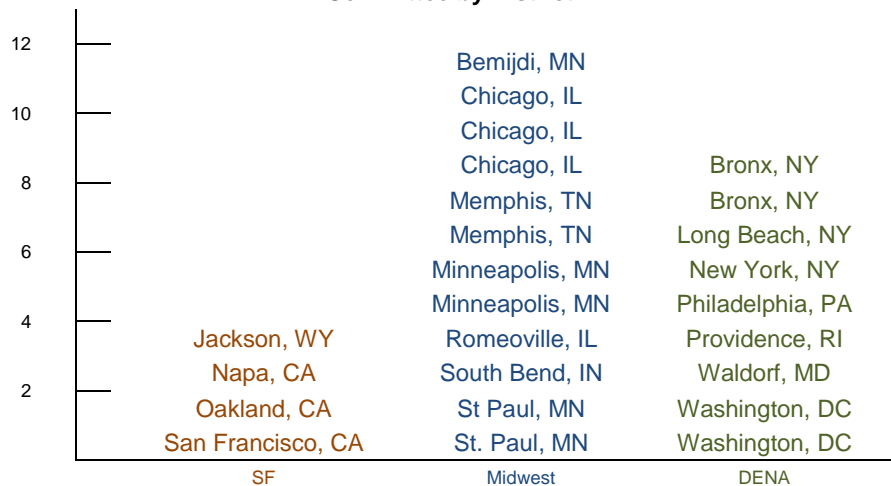 12
Bemijdi, MN
Chicago, IL
10
Chicago, IL
Chicago, IL Bronx, NY
8
Memphis, TN Bronx, NY
Memphis, TN Long Beach, NY
6
Minneapolis, MN New York, NY
Minneapolis, MN Philadelphia, PA
4
Jackson, WY Romeoville, IL Providence, RI
Napa, CA South Bend, IN Waldorf, MD
2
Oakland, CA St Paul, MN Washington, DC
San Francisco, CA St. Paul, MN Washington, DC
SF Midwest DENA